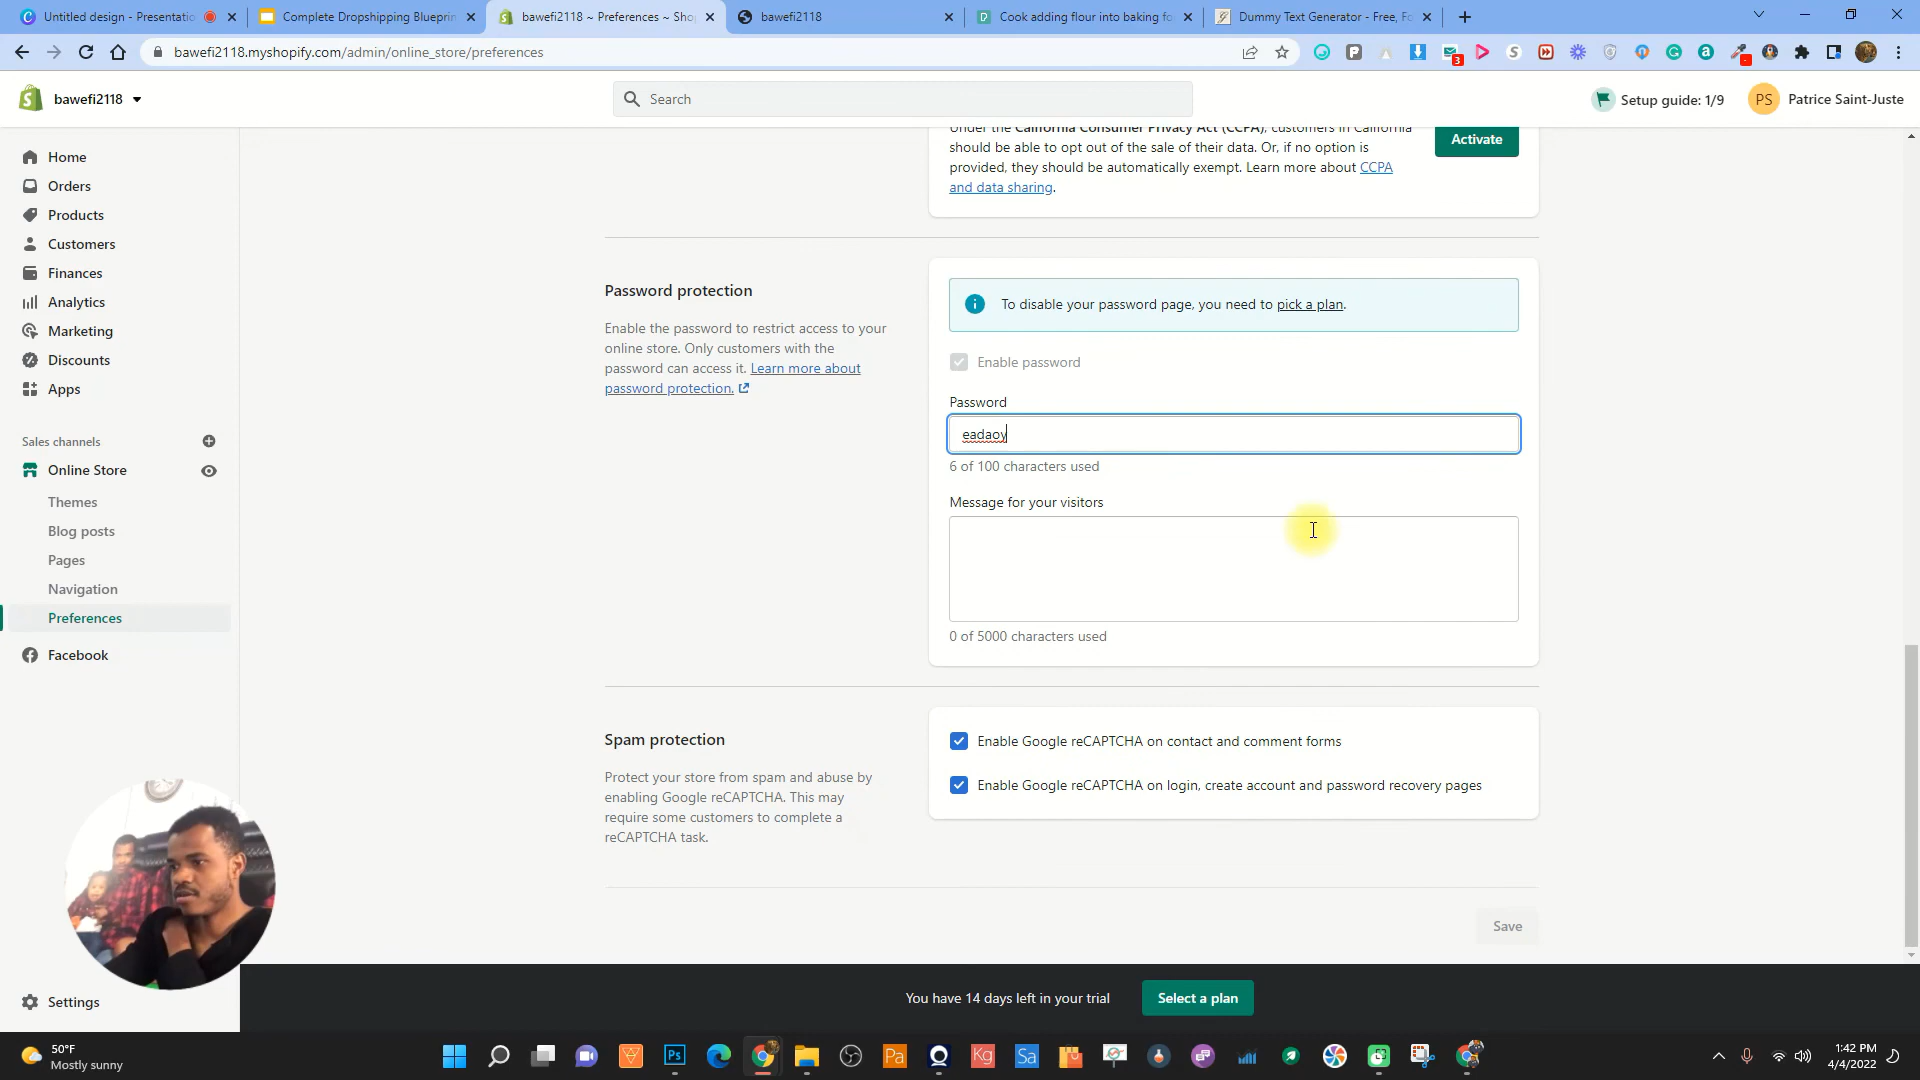 Untitled design - Presentatio
Complete Dropshipping Blueprin
bawefi2118 ~ Preferences ~ Sho
bawefi2118
Cook adding flour into baking fo
Dummy Text Generator - Free, Fo
bawefi2118.myshopify.com/admin/online_store/preferences
3
bawefi2118
Search
Setup guide: 1/9
PS
Patrice Saint-Juste
Home
Orders
Products
Customers
Finances
Analytics
Marketing
Discounts
Apps
Sales channels
Online Store
Themes
Blog posts
Pages
Navigation
Preferences
Facebook
Settings
Under the California Consumer Privacy Act (CCPA), customers in California
should be able to opt out of the sale of their data. Or, if no option is
provided, they should be automatically exempt. Learn more about CCPA
and data sharing.
Activate
Password protection
Enable the password to restrict access to your
online store. Only customers with the
password can access it. Learn more about
password protection.
To disable your password page, you need to pick a plan.
Enable password
Password
eadaoy
6 of 100 characters used
Message for your visitors
0 of 5000 characters used
Spam protection
Protect your store from spam and abuse by
enabling Google reCAPTCHA. This may
require some customers to complete a
reCAPTCHA task.
Enable Google reCAPTCHA on contact and comment forms
Enable Google reCAPTCHA on login, create account and password recovery pages
Save
You have 14 days left in your trial
Select a plan
50°F
Mostly sunny
Ps
Pa
Kg
Sa
1:42 PM
4/4/2022